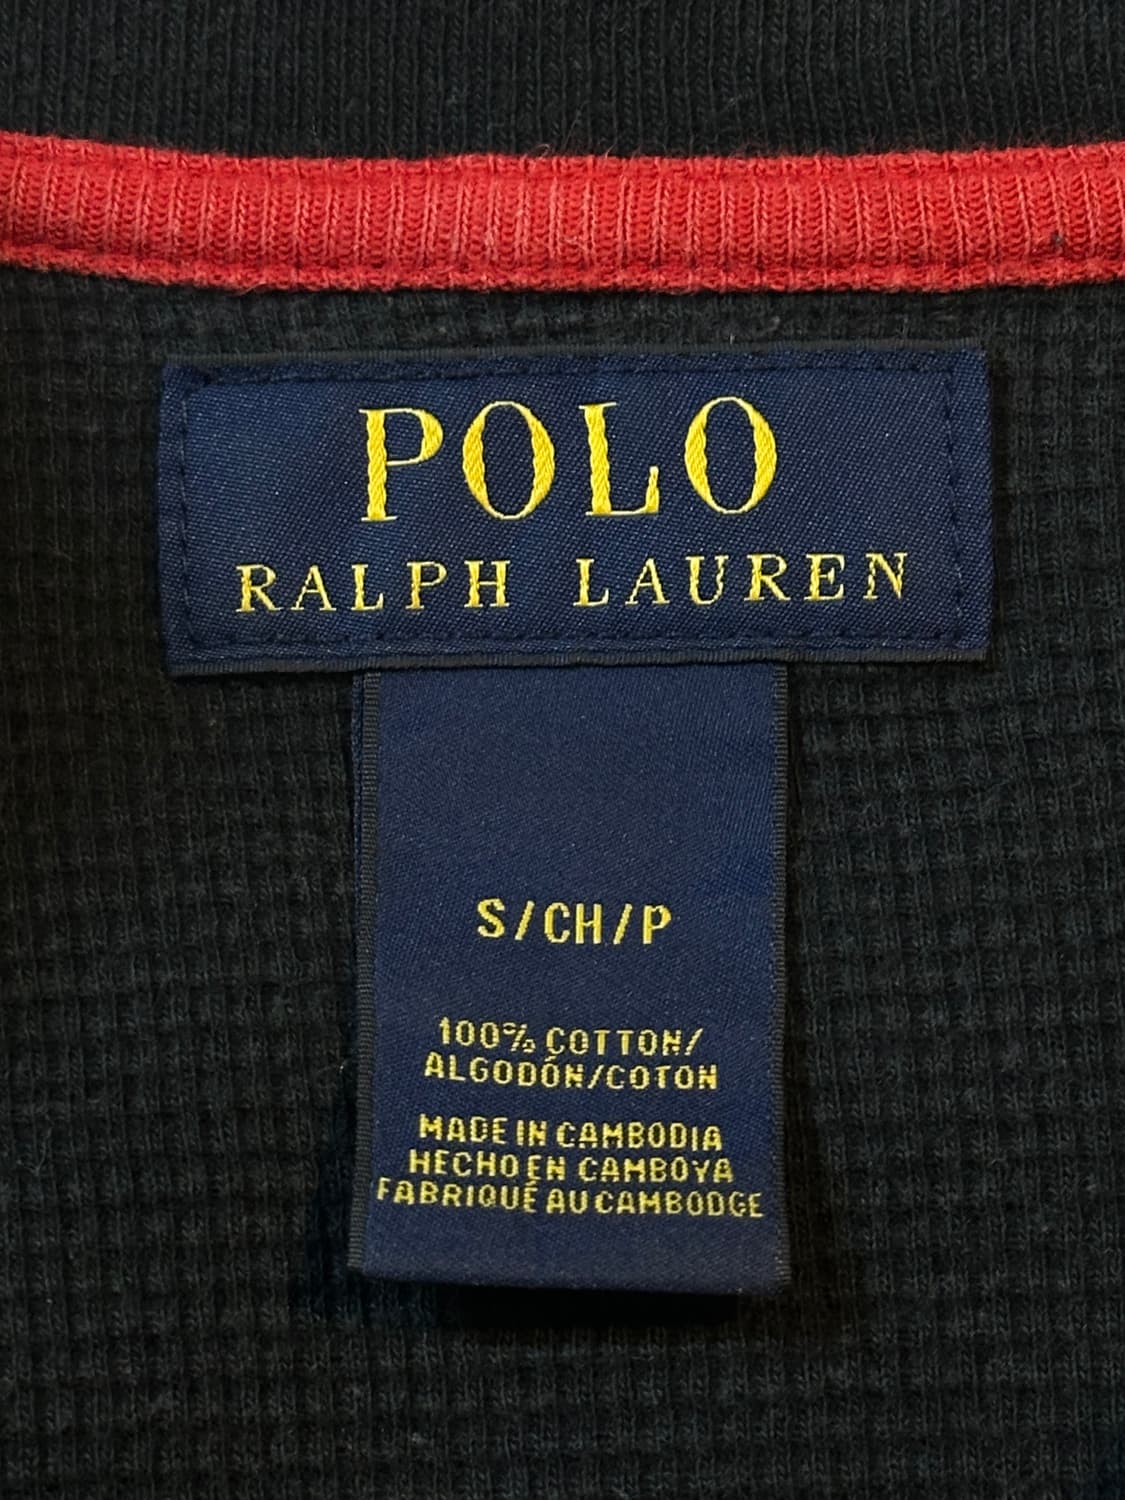 POLO
RALPH LAUREN
S/CH/P
100% COTTON/
ALGODÓN/COTON
MADE IN CAMBODIA
HECHO EN CAMBOYA
FABRIQUÉ AU CAMBODGE